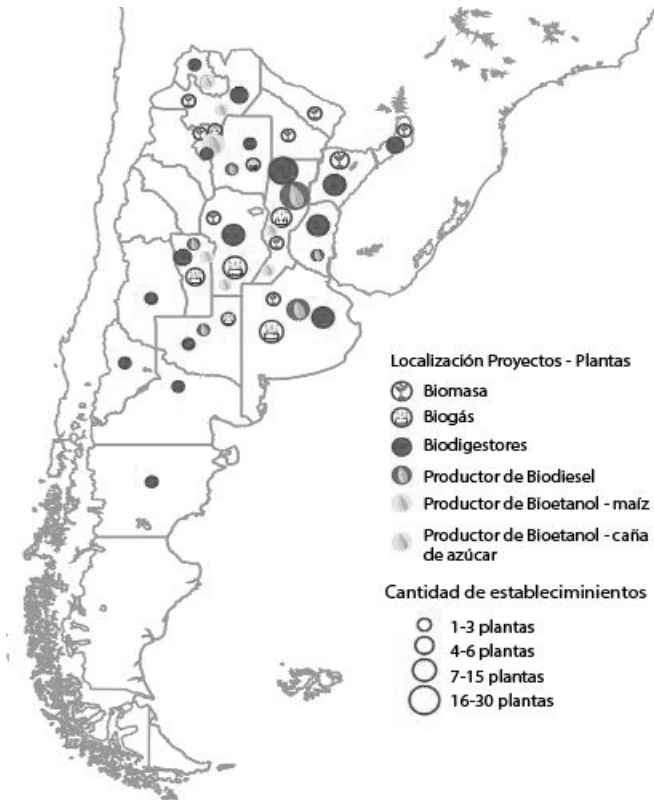 Localización Proyectos - Plantas
Biomasa
Biogás
Biodigestores
Productor de Biodiesel
Productor de Bioetanol - maíz
Productor de Bioetanol - caña
de azúcar
Cantidad de establecimientos
1-3 plantas
4-6 plantas
7-15 plantas
16-30 plantas